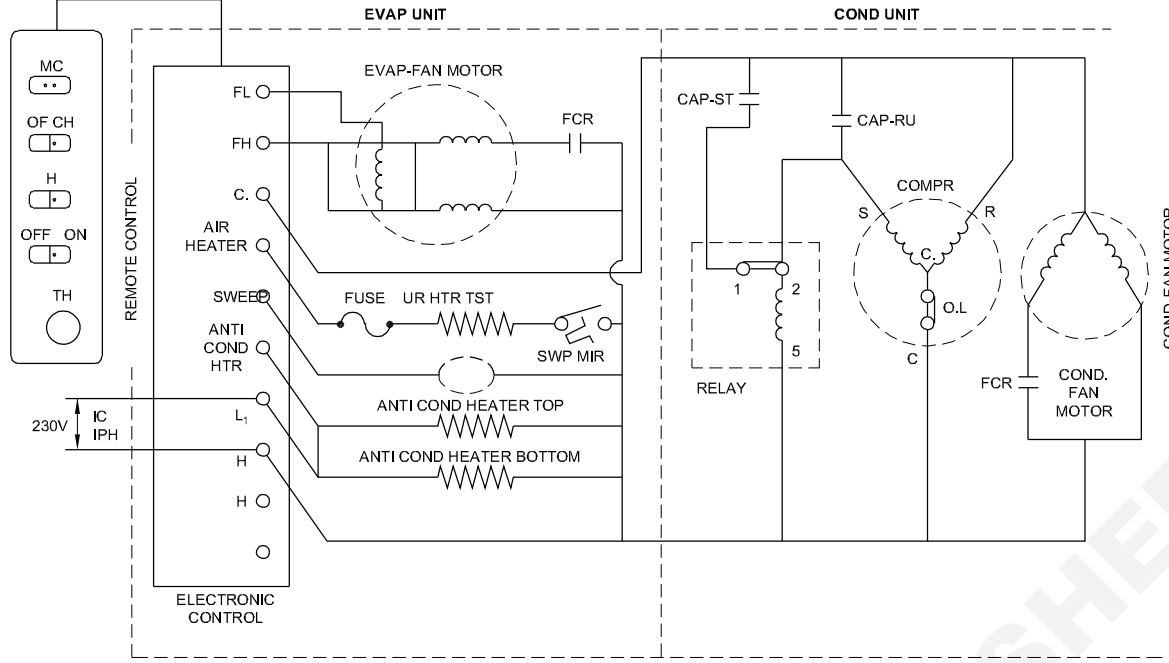 EVAP UNIT
COND UNIT
MC
OF CH
H
OFF ON
TH
REMOTE CONTROL
FL
FH
C.
AIR
HEATER
SWEEP
ANTI
COND
HTR
L1
H
H
230V
IC
IPH
ELECTRONIC
CONTROL
EVAP-FAN MOTOR
FCR
FUSE
UR HTR TST
SWP MIR
ANTI COND HEATER TOP
ANTI COND HEATER BOTTOM
CAP-ST
CAP-RU
COMPR
S
R
C.
O.L
C
1
2
5
RELAY
FCR
COND.
FAN
MOTOR
COND FAN MOTOR
SHE